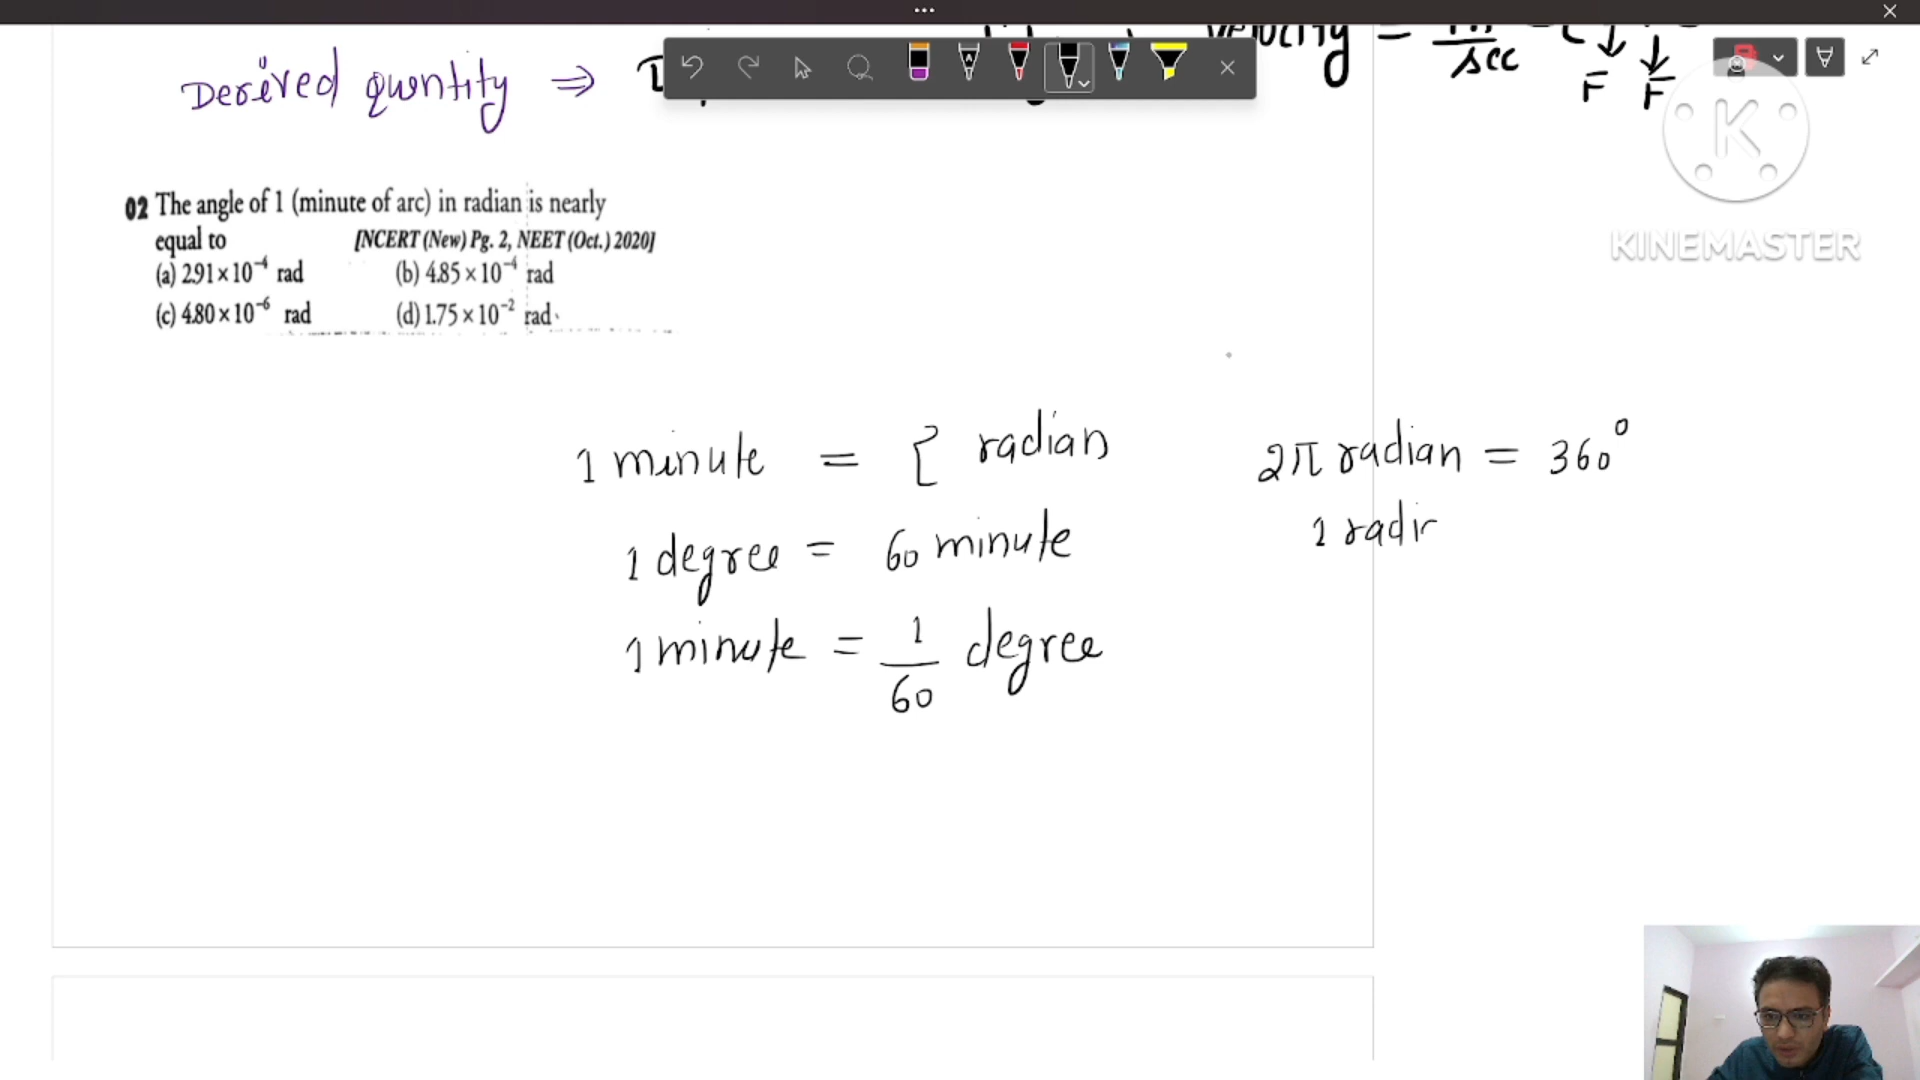 velocity = m/sec
Derived quantity ⇒
F F
K
KINEMASTER
02 The angle of 1 (minute of arc) in radian is nearly
equal to [NCERT (New) Pg. 2, NEET (Oct.) 2020]
(a) 2.91 × 10⁻⁴ rad (b) 4.85 × 10⁻⁴ rad
(c) 4.80 × 10⁻⁶ rad (d) 1.75 × 10⁻² rad
1 minute = [ radian
2π radian = 360°
1 degree = 60 minute
1 radi
1 minute = 1/60 degree